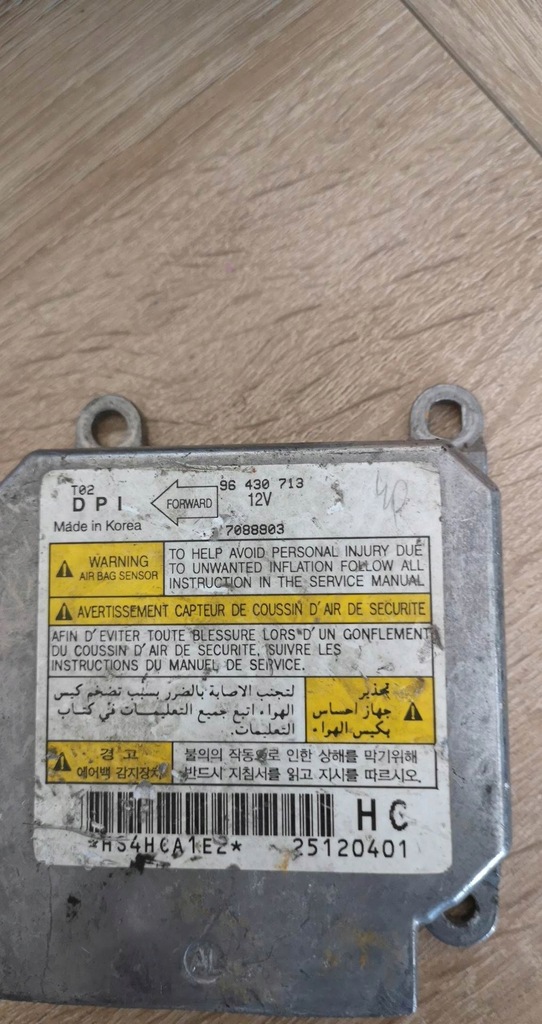 T02
96 430 713
DPI
FORWARD
12V
Made in Korea
7088903
40
WARNING
AIR BAG SENSOR
TO HELP AVOID PERSONAL INJURY DUE
TO UNWANTED INFLATION FOLLOW ALL
INSTRUCTION IN THE SERVICE MANUAL
AVERTISSEMENT CAPTEUR DE COUSSIN D'AIR DE SECURITE
AFIN D'EVITER TOUTE BLESSURE LORS D'UN GONFLEMENT
DU COUSSIN D'AIR DE SECURITE, SUIVRE LES
INSTRUCTIONS DU MANUEL DE SERVICE.
تحذير
جهاز احساس
بكيس الهواء
لتجنب الاصابة بالضرر بسبب تضخم كيس
الهواء اتبع جميع التعليمات في كتاب
التعليمات.
경 고
에어백 감지장치
불의의 작동으로 인한 상해를 막기위해
반드시 지침서를 읽고 지시를 따르시오.
HC
*HS4HCA1E2*
25120401
AL